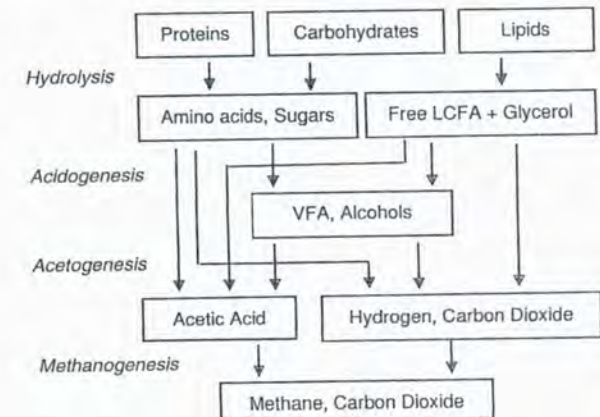 Proteins
Carbohydrates
Lipids
Hydrolysis
Amino acids, Sugars
Free LCFA + Glycerol
Acidogenesis
VFA, Alcohols
Acetogenesis
Acetic Acid
Hydrogen, Carbon Dioxide
Methanogenesis
Methane, Carbon Dioxide